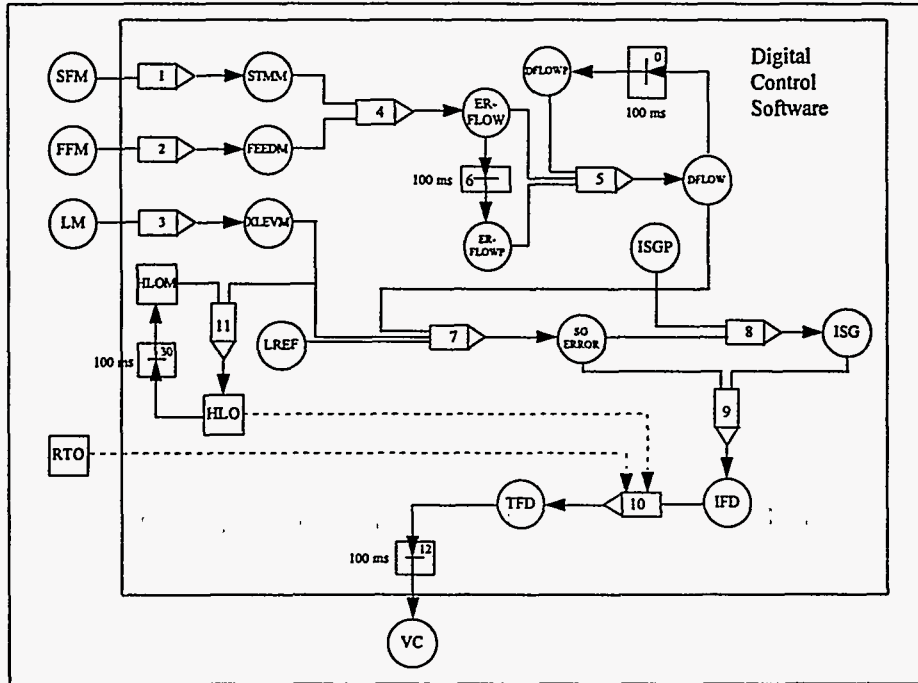 Digital
Control
Software
SFM
1
STMM
DFLOWP
0
100 ms
4
ER-
FLOW
FFM
2
FEEDM
100 ms
6
5
DFLOW
LM
3
XLEVM
ER-
FLOWP
ISGP
HLOM
11
LREF
7
SG
ERROR
8
ISG
100 ms
30
HLO
9
RTO
TFD
10
IFD
100 ms
12
VC